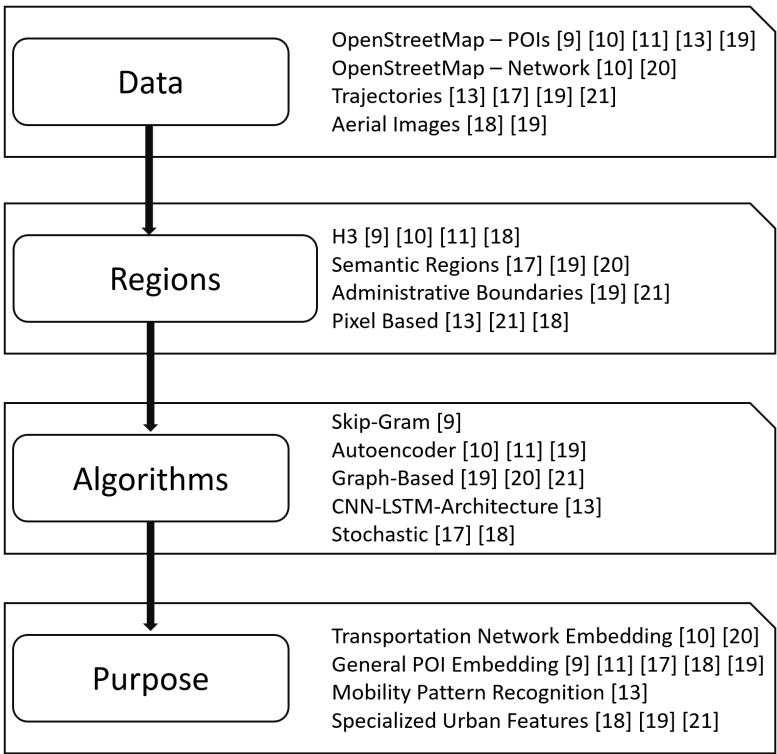 Data
OpenStreetMap – POIs [9] [10] [11] [13] [19]
OpenStreetMap – Network [10] [20]
Trajectories [13] [17] [19] [21]
Aerial Images [18] [19]
Regions
H3 [9] [10] [11] [18]
Semantic Regions [17] [19] [20]
Administrative Boundaries [19] [21]
Pixel Based [13] [21] [18]
Algorithms
Skip-Gram [9]
Autoencoder [10] [11] [19]
Graph-Based [19] [20] [21]
CNN-LSTM-Architecture [13]
Stochastic [17] [18]
Purpose
Transportation Network Embedding [10] [20]
General POI Embedding [9] [11] [17] [18] [19]
Mobility Pattern Recognition [13]
Specialized Urban Features [18] [19] [21]